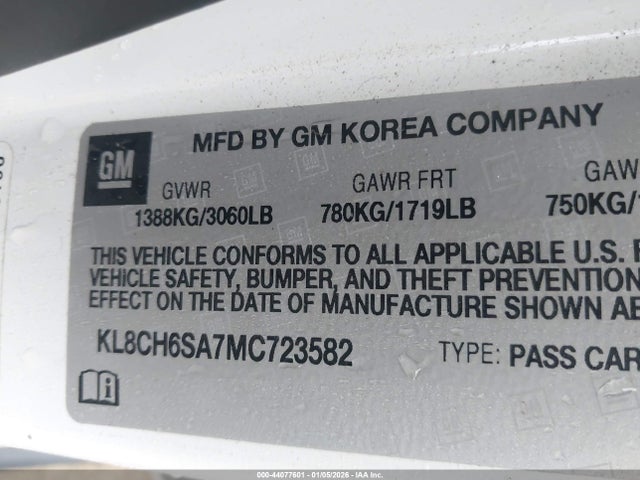 GM
MFD BY GM KOREA COMPANY
GVWR GAWR FRT
1388KG/3060LB 780KG/1719LB 750KG/
THIS VEHICLE CONFORMS TO ALL APPLICABLE U.S.
VEHICLE SAFETY, BUMPER, AND THEFT PREVENTION
EFFECT ON THE DATE OF MANUFACTURE SHOWN
KL8CH6SA7MC723582 TYPE: PASS CAR
000-44077601 - 01/05/2026 - IAA Inc.